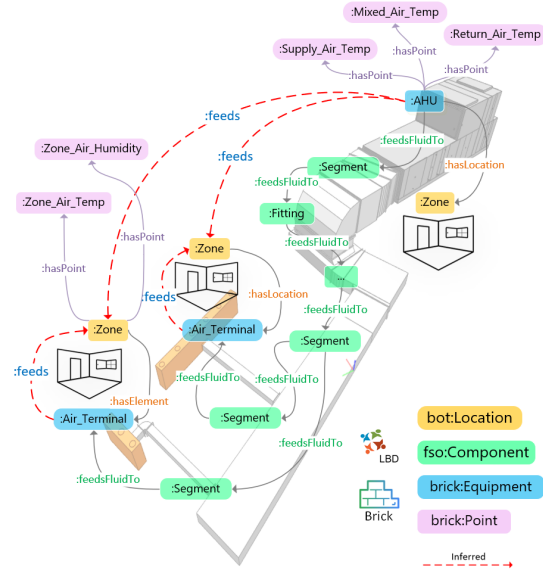 :Mixed_Air_Temp
:Supply_Air_Temp
:Return_Air_Temp
:hasPoint
:hasPoint
:hasPoint
:AHU
:feeds
:feedsFluidTo
:Zone_Air_Humidity
:feeds
:Segment
:hasLocation
:feedsFluidTo
:Zone_Air_Temp
:Zone
:Fitting
:hasPoint
:feedsFluidTo
:Zone
:hasPoint
:feeds
...
:hasLocation
:feedsFluidTo
:Zone
:Air_Terminal
:Segment
:feedsFluidTo
:feedsFluidTo
:feeds
:hasElement
:Air_Terminal
:Segment
:feedsFluidTo
:feedsFluidTo
:Segment
bot:Location
LBD
fso:Component
Brick
brick:Equipment
brick:Point
Inferred